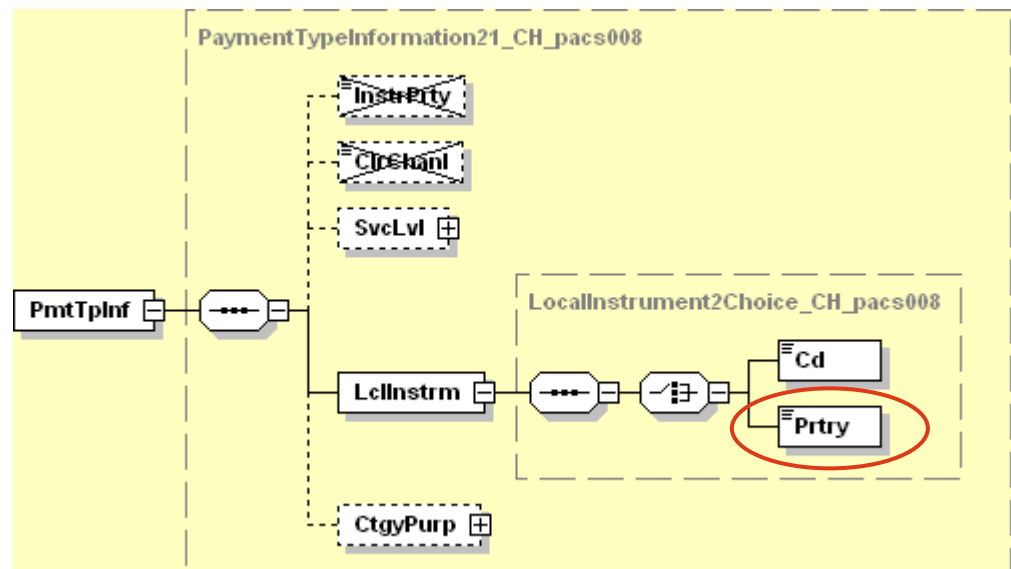 PaymentTypeInformation21_CH_pacs008
InstrPrty
ClrChanl
SvcLvl
PmtTpInf
LocalInstrument2Choice_CH_pacs008
Cd
LclInstrm
Prtry
CtgyPurp